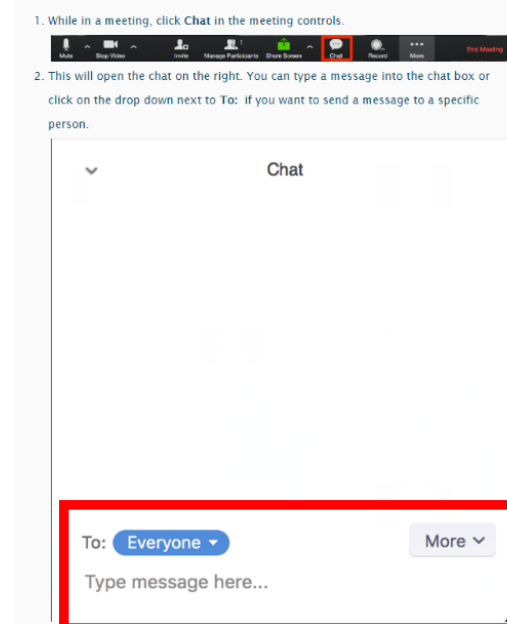 1. While in a meeting, click Chat in the meeting controls.
Mute Stop Video Invite Manage Participants 1 Share Screen Chat Record More End Meeting
2. This will open the chat on the right. You can type a message into the chat box or
click on the drop down next to To: if you want to send a message to a specific
person.
Chat
To: Everyone More
Type message here...